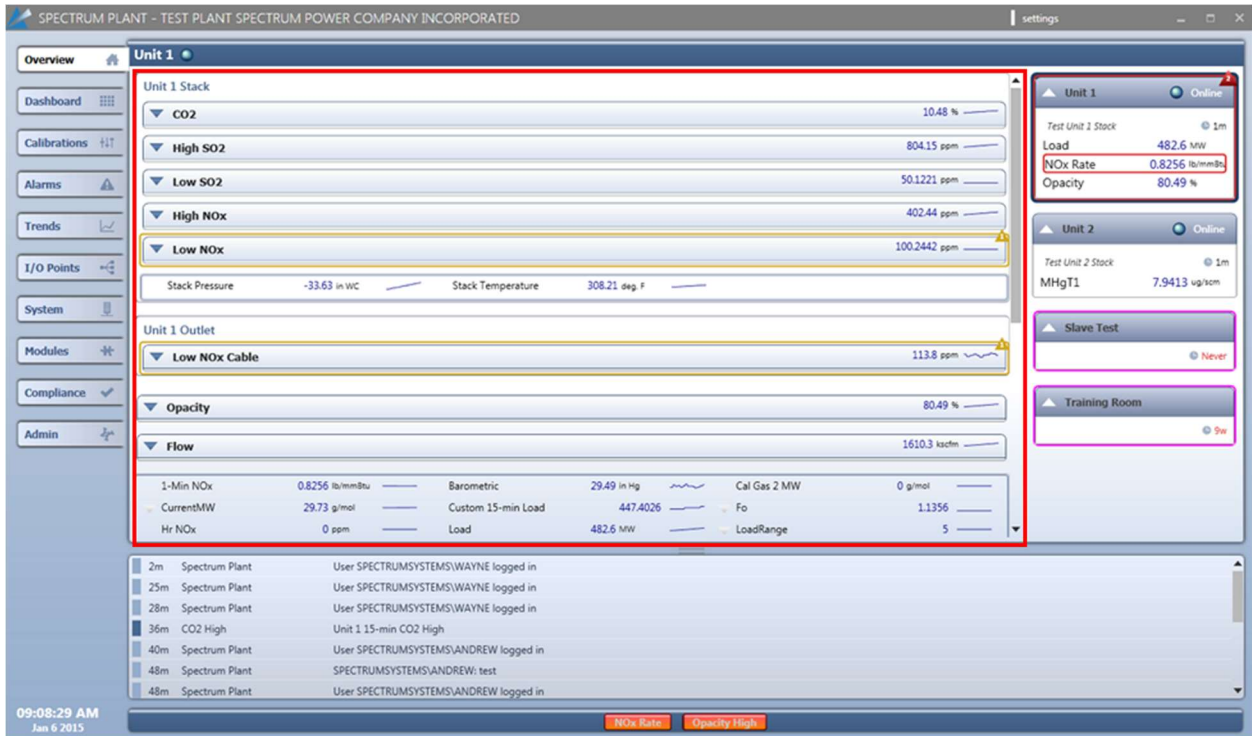 SPECTRUM PLANT - TEST PLANT SPECTRUM POWER COMPANY INCORPORATED settings
Overview
Dashboard
Calibrations
Alarms
Trends
I/O Points
System
Modules
Compliance
Admin
Unit 1
Unit 1 Stack
CO2 10.48 %
High SO2 804.15 ppm
Low SO2 50.1221 ppm
High NOx 402.44 ppm
Low NOx 100.2442 ppm
Stack Pressure -33.63 in WC Stack Temperature 308.21 deg. F
Unit 1 Outlet
Low NOx Cable 113.8 ppm
Opacity 80.49 %
Flow 1610.3 kscfm
1-Min NOx 0.8256 lb/mmBtu Barometric 29.49 in Hg Cal Gas 2 MW 0 g/mol
CurrentMW 29.73 g/mol Custom 15-min Load 447.4026 Fo 1.1356
Hr NOx 0 ppm Load 482.6 MW LoadRange 5
2
Unit 1 Online
Test Unit 1 Stack 1m
Load 482.6 MW
NOx Rate 0.8256 lb/mmBtu
Opacity 80.49 %
Unit 2 Online
Test Unit 2 Stack 1m
MHgT1 7.9413 ug/scm
Slave Test
Never
Training Room
9w
2m Spectrum Plant User SPECTRUMSYSTEMS\WAYNE logged in
25m Spectrum Plant User SPECTRUMSYSTEMS\WAYNE logged in
28m Spectrum Plant User SPECTRUMSYSTEMS\WAYNE logged in
36m CO2 High Unit 1 15-min CO2 High
40m Spectrum Plant User SPECTRUMSYSTEMS\ANDREW logged in
48m Spectrum Plant SPECTRUMSYSTEMS\ANDREW: test
48m Spectrum Plant User SPECTRUMSYSTEMS\ANDREW logged in
09:08:29 AM
Jan 6 2015
NOx Rate Opacity High